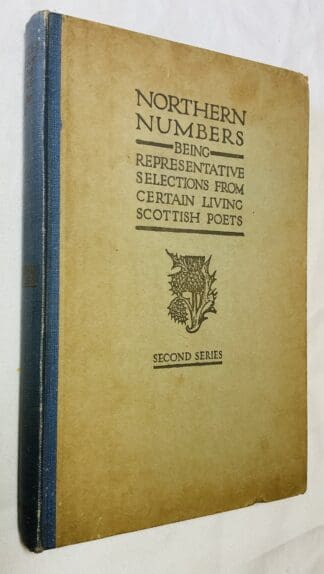 NORTHERN
NUMBERS
BEING
REPRESENTATIVE
SELECTIONS FROM
CERTAIN LIVING
SCOTTISH POETS
SECOND SERIES